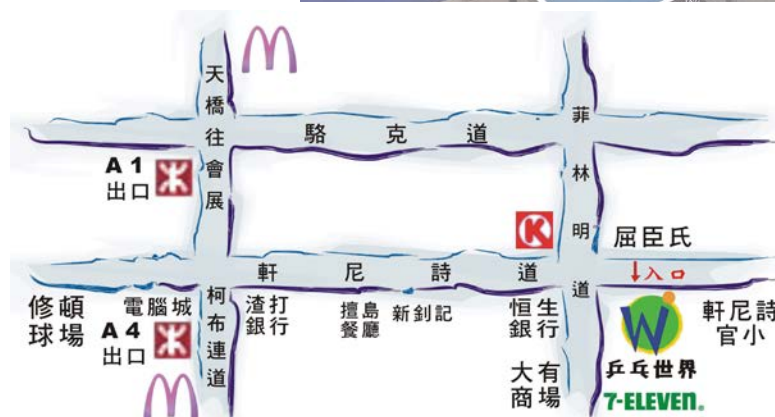 天橋往會展
駱克道
菲林明道
A1
出口
K
屈臣氏
軒尼詩道
↓入口
修頓
球場
電腦城
A4
出口
柯布連道
渣打
銀行
擅島
餐廳
新釗記
恒生
銀行
大有
商場
W
乒乓世界
7-ELEVEN®
軒尼詩
官小